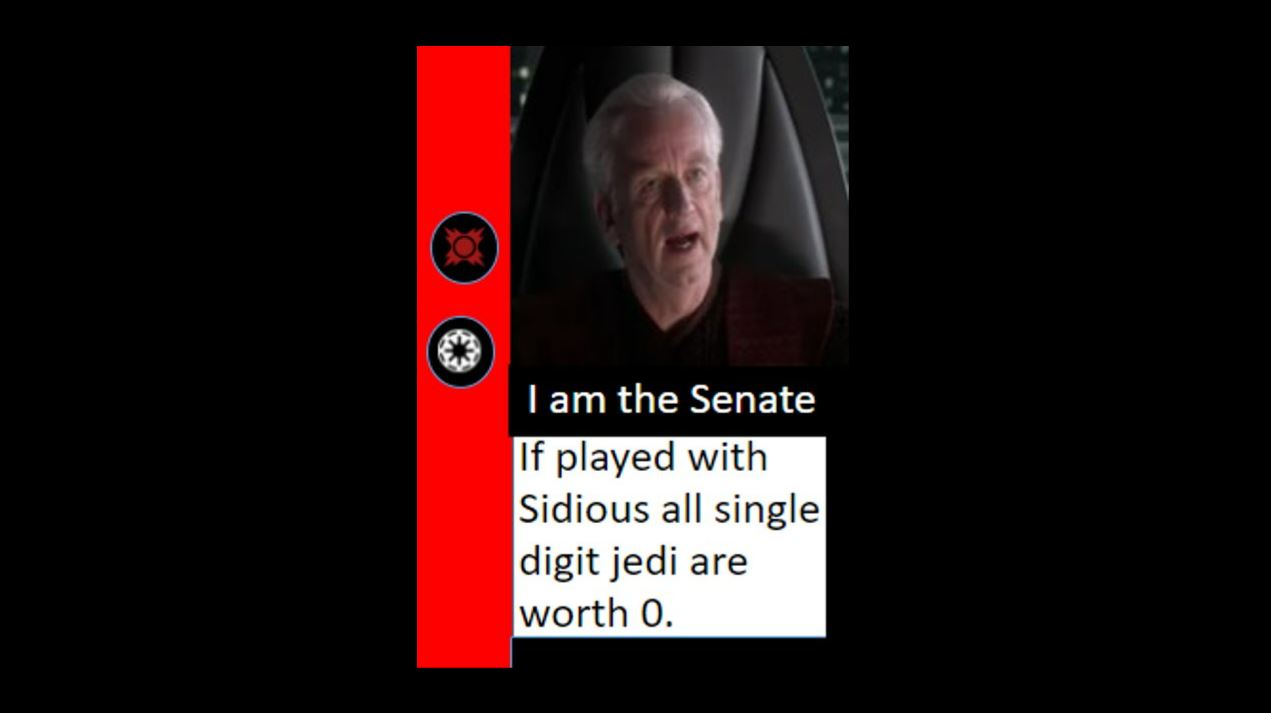 I am the Senate
If played with
Sidious all single
digit jedi are
worth 0.